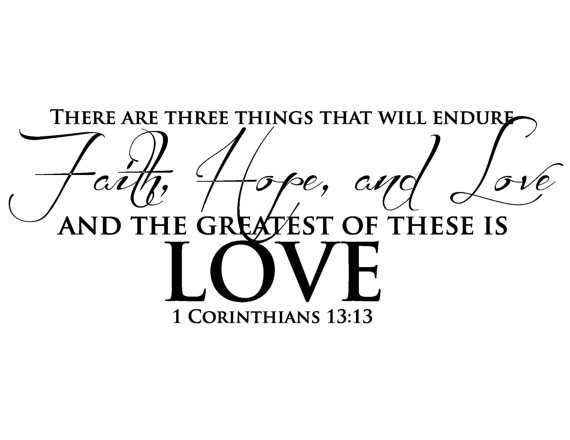 There are three things that will endure
Faith, Hope, and Love
and the greatest of these is
LOVE
1 Corinthians 13:13